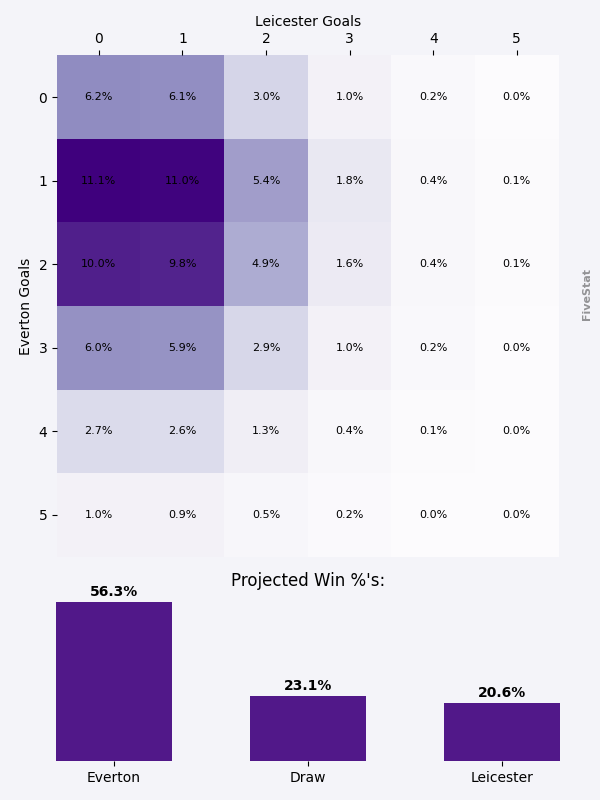 Leicester Goals
0 1 2 3 4 5
0 6.2% 6.1% 3.0% 1.0% 0.2% 0.0%
1 11.1% 11.0% 5.4% 1.8% 0.4% 0.1%
2 10.0% 9.8% 4.9% 1.6% 0.4% 0.1%
3 6.0% 5.9% 2.9% 1.0% 0.2% 0.0%
4 2.7% 2.6% 1.3% 0.4% 0.1% 0.0%
5 1.0% 0.9% 0.5% 0.2% 0.0% 0.0%
Everton Goals
FiveStat
Projected Win %'s:
56.3% 23.1% 20.6%
Everton Draw Leicester